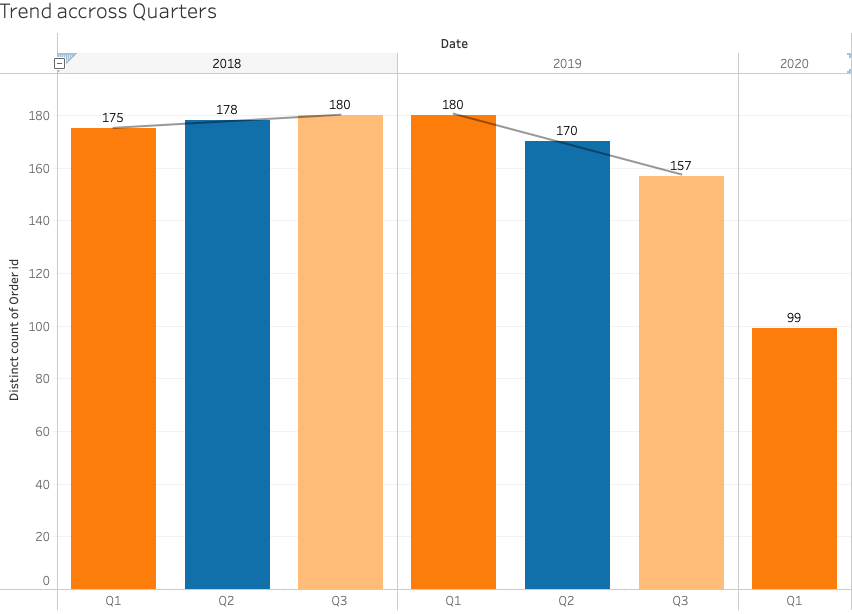 Trend accross Quarters
Date
2018 2019 2020
Distinct count of Order id
180
160
140
120
100
80
60
40
20
0
175 178 180 180 170 157 99
Q1 Q2 Q3 Q1 Q2 Q3 Q1